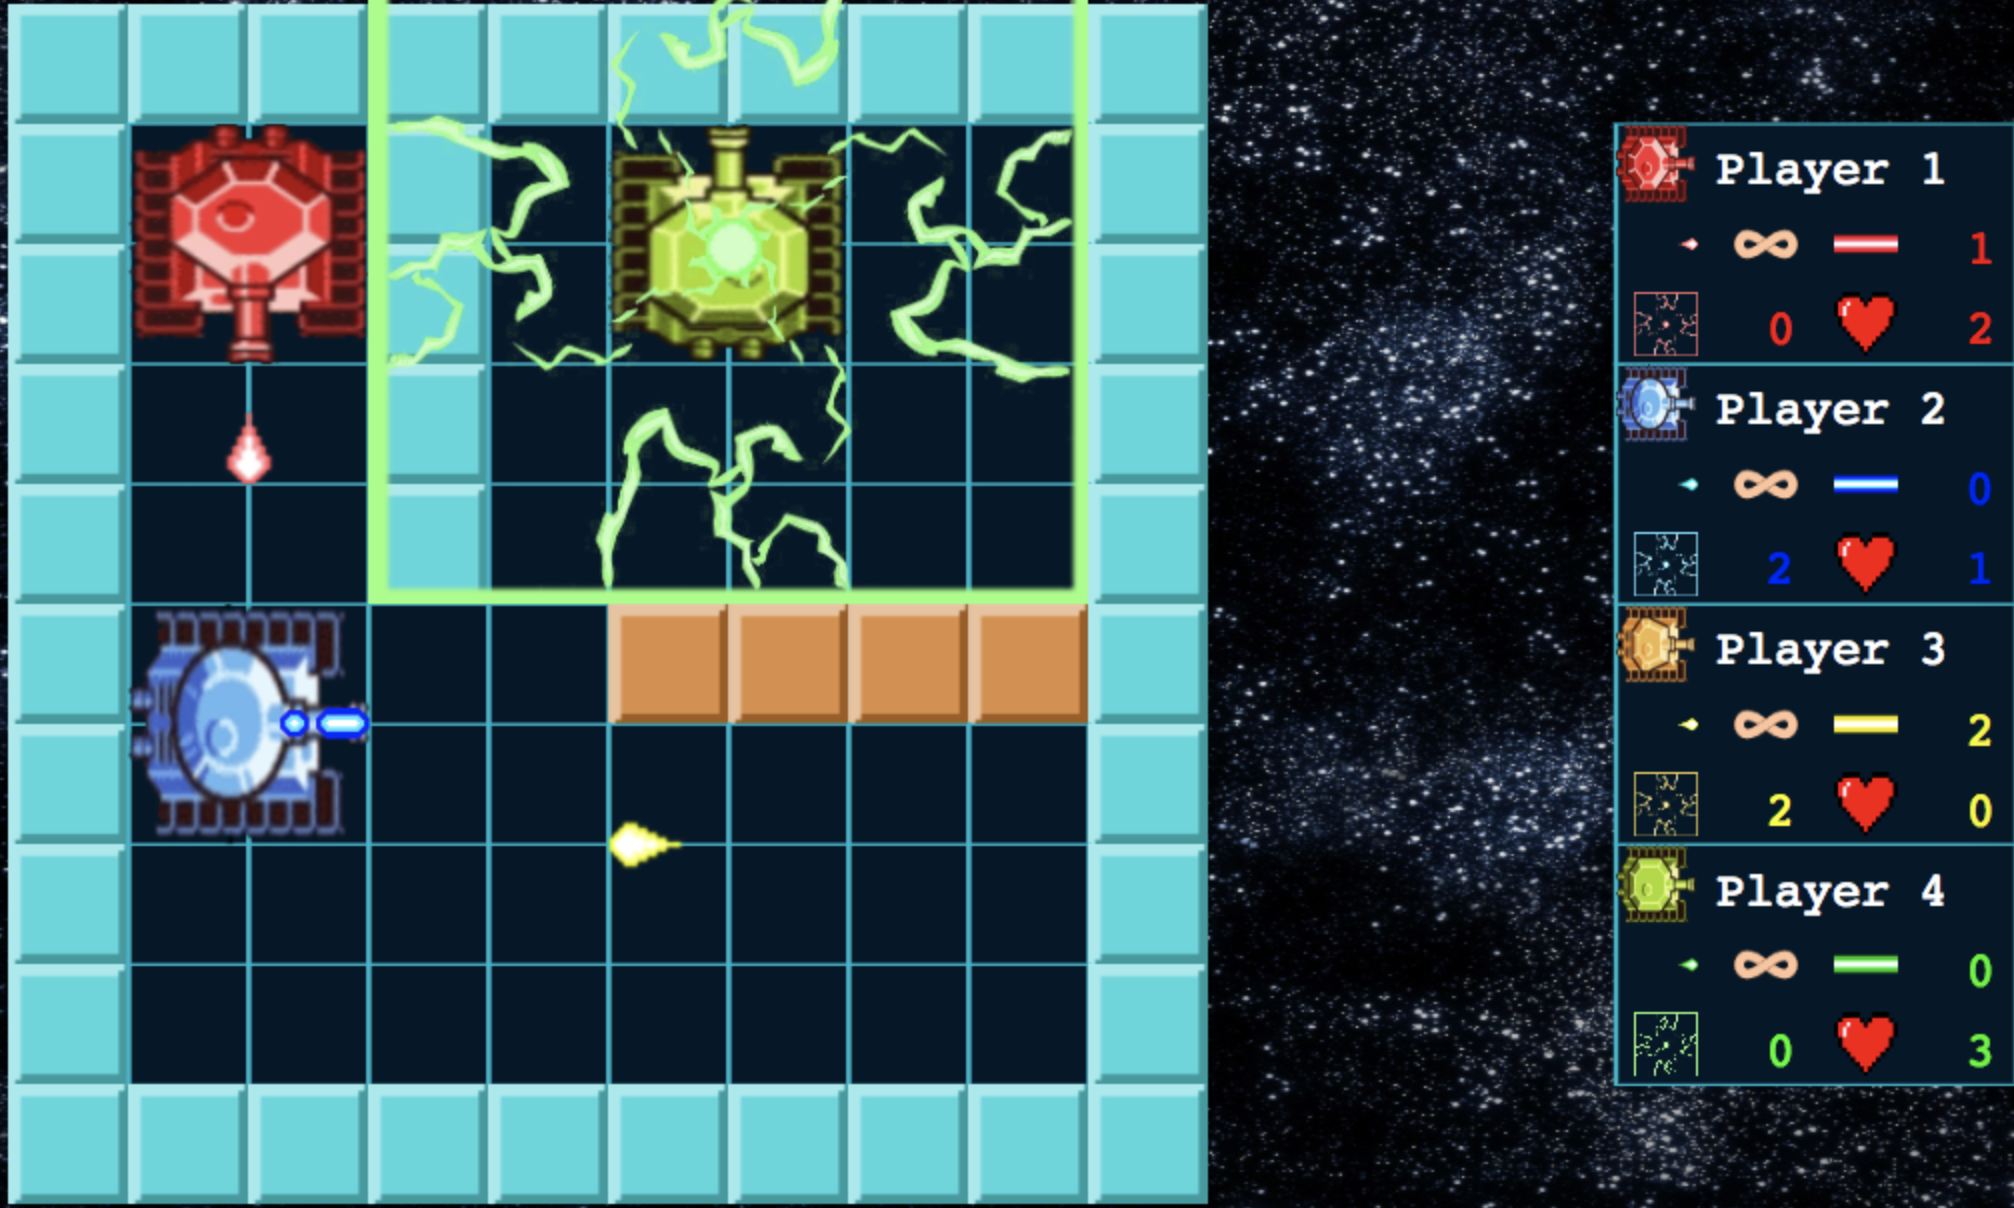 Player 1
∞ 1
0 2
Player 2
∞ 0
2 1
Player 3
∞ 2
2 0
Player 4
∞ 0
0 3